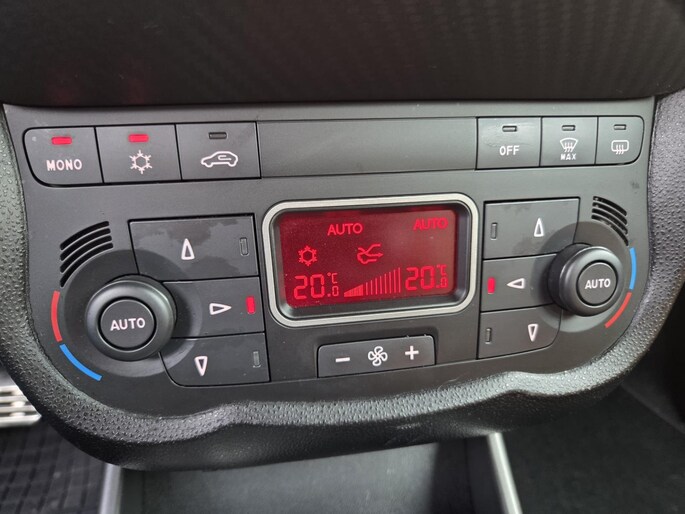 MONO
OFF
MAX
AUTO AUTO
20.0°C 20.0°C
AUTO
AUTO
− +